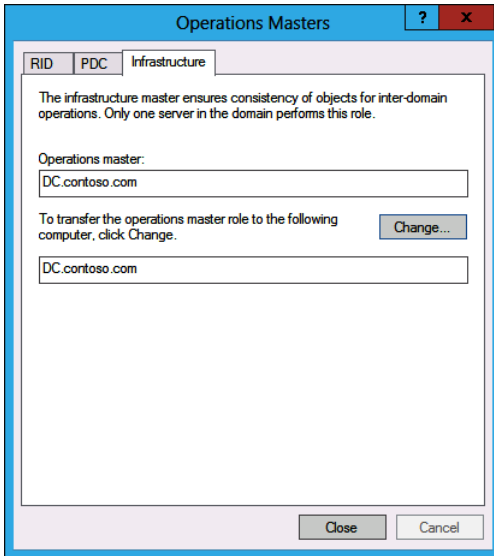 Operations Masters
?
x
RID
PDC
Infrastructure
The infrastructure master ensures consistency of objects for inter-domain
operations. Only one server in the domain performs this role.
Operations master:
DC.contoso.com
To transfer the operations master role to the following
computer, click Change.
Change...
DC.contoso.com
Close
Cancel